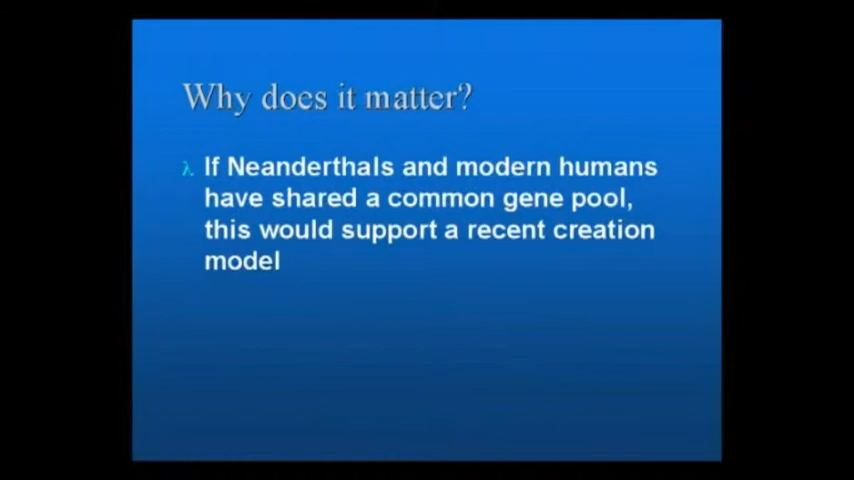 Why does it matter?
λ If Neanderthals and modern humans
have shared a common gene pool,
this would support a recent creation
model